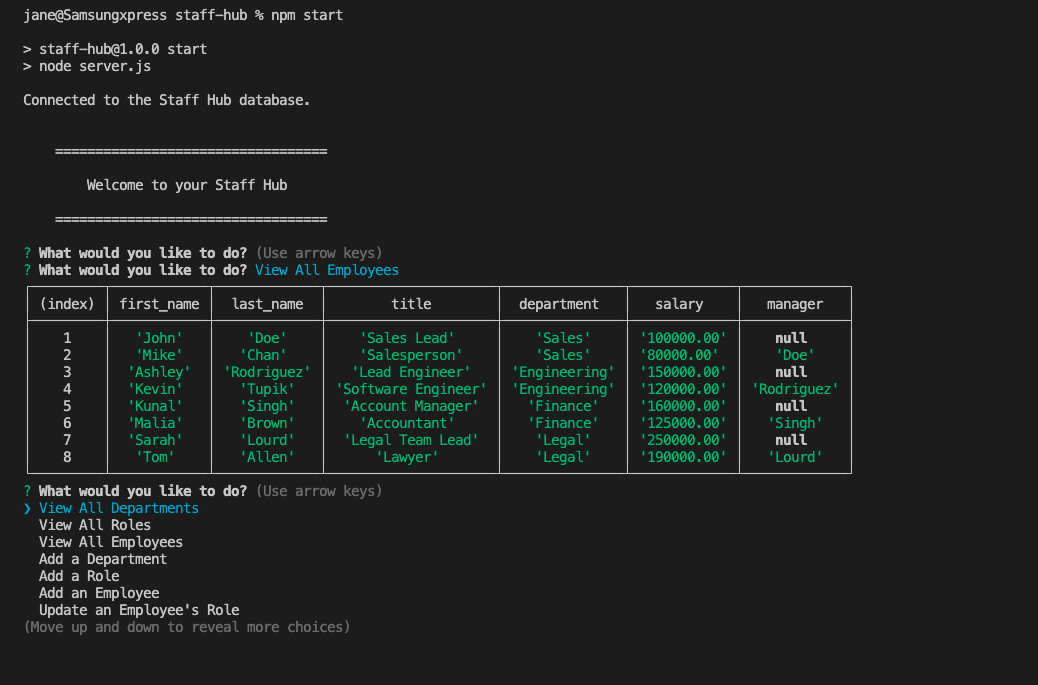 jane@Samsungxpress staff-hub % npm start
> staff-hub@1.0.0 start
> node server.js
Connected to the Staff Hub database.
==================================
Welcome to your Staff Hub
==================================
? What would you like to do? (Use arrow keys)
? What would you like to do? View All Employees
(index) first_name last_name title department salary manager
1 'John' 'Doe' 'Sales Lead' 'Sales' '100000.00' null
2 'Mike' 'Chan' 'Salesperson' 'Sales' '80000.00' 'Doe'
3 'Ashley' 'Rodriguez' 'Lead Engineer' 'Engineering' '150000.00' null
4 'Kevin' 'Tupik' 'Software Engineer' 'Engineering' '120000.00' 'Rodriguez'
5 'Kunal' 'Singh' 'Account Manager' 'Finance' '160000.00' null
6 'Malia' 'Brown' 'Accountant' 'Finance' '125000.00' 'Singh'
7 'Sarah' 'Lourd' 'Legal Team Lead' 'Legal' '250000.00' null
8 'Tom' 'Allen' 'Lawyer' 'Legal' '190000.00' 'Lourd'
? What would you like to do? (Use arrow keys)
❯ View All Departments
View All Roles
View All Employees
Add a Department
Add a Role
Add an Employee
Update an Employee's Role
(Move up and down to reveal more choices)